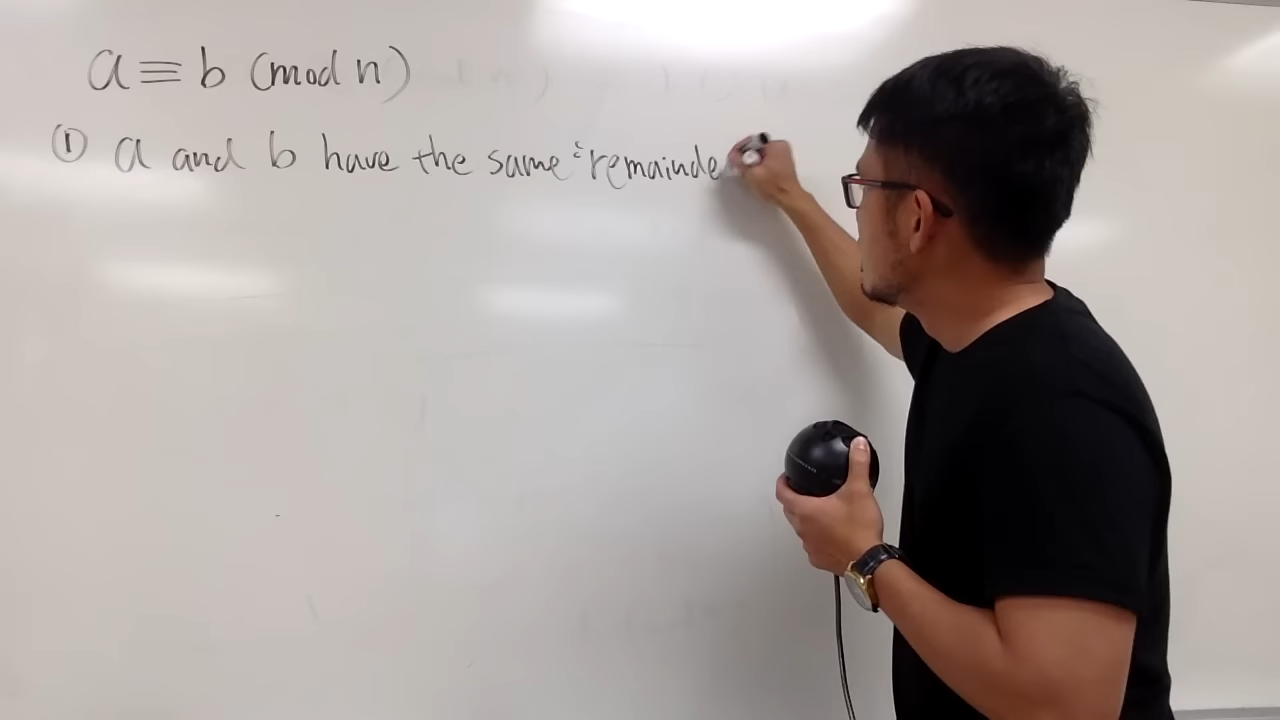 a ≡ b (mod n)
① a and b have the same "remainde